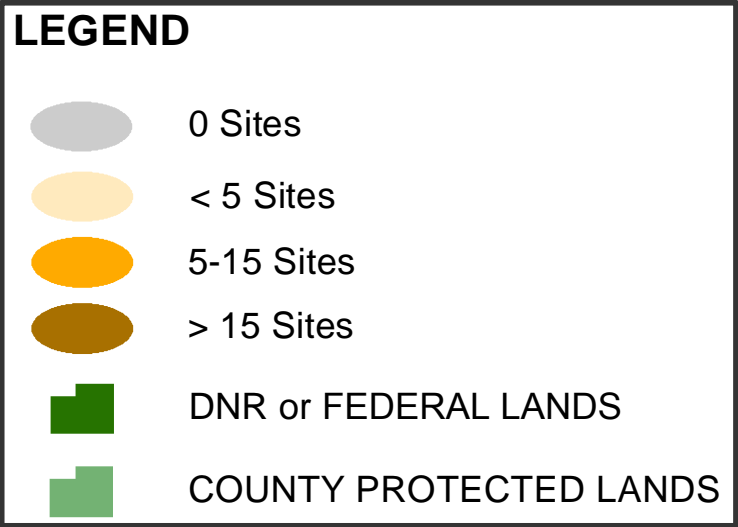 LEGEND
0 Sites
< 5 Sites
5-15 Sites
> 15 Sites
DNR or FEDERAL LANDS
COUNTY PROTECTED LANDS